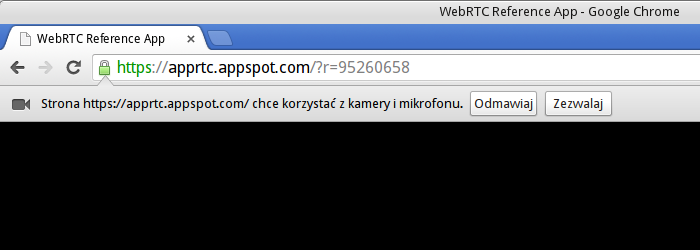 WebRTC Reference App - Google Chrome
WebRTC Reference App
https://apprtc.appspot.com/?r=95260658
Strona https://apprtc.appspot.com/ chce korzystać z kamery i mikrofonu. Odmawiaj Zezwalaj